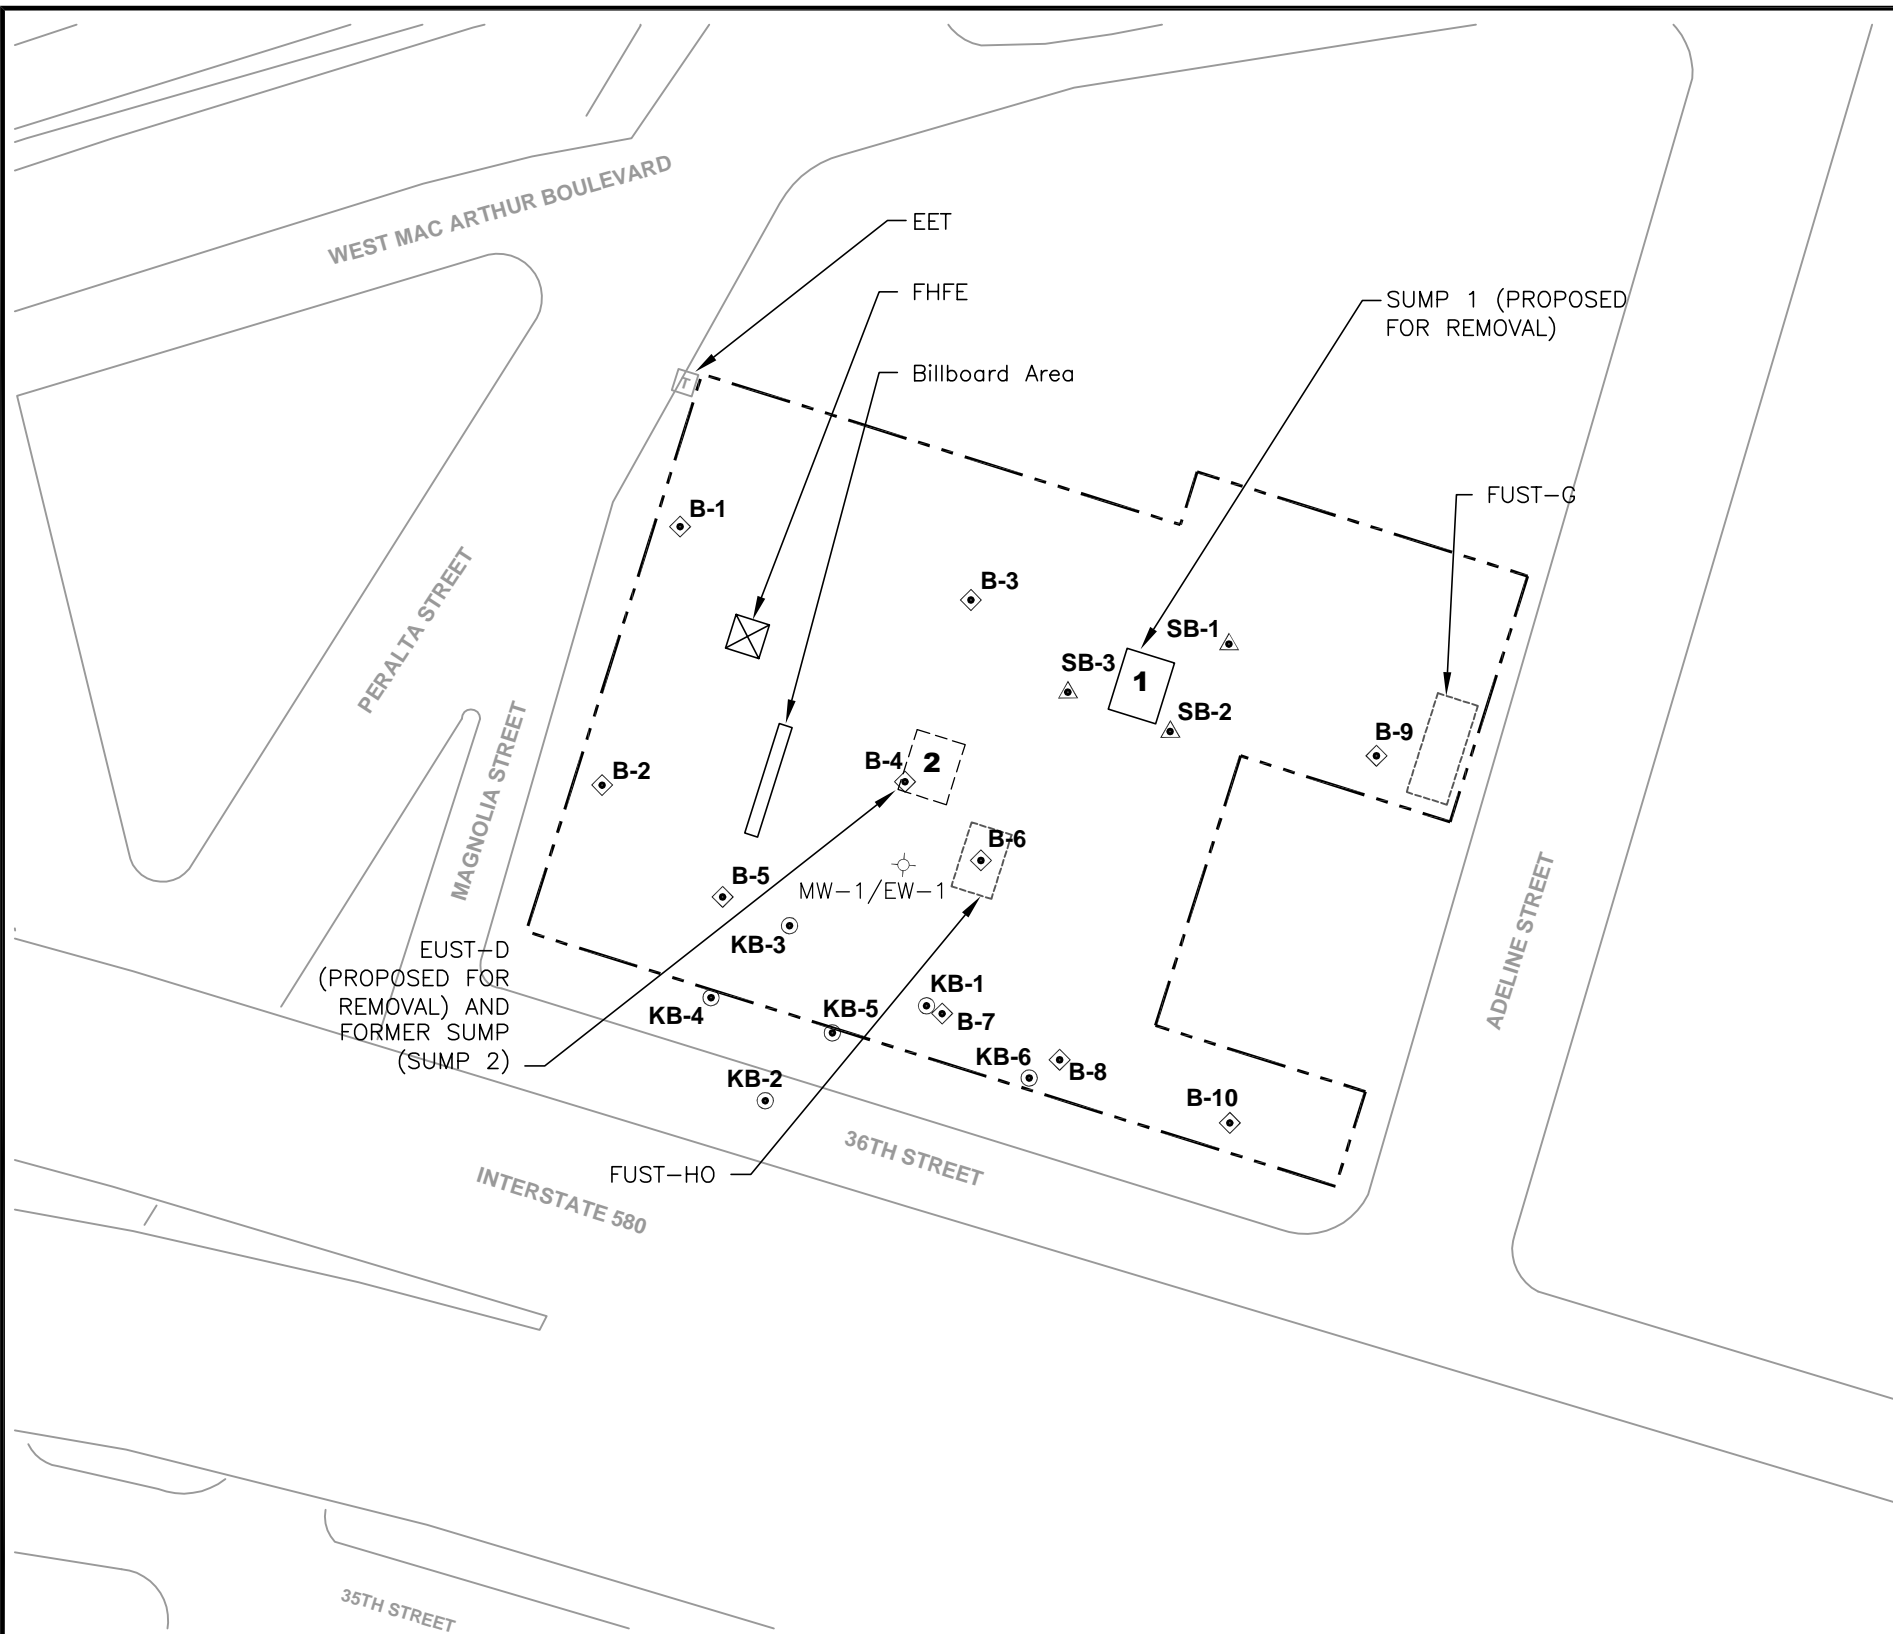 WEST MAC ARTHUR BOULEVARD
EET
FHFE
SUMP 1 (PROPOSED
FOR REMOVAL)
Billboard Area
T
FUST-G
B-1
B-3
PERALTA STREET
SB-1
SB-3
1
SB-2
MAGNOLIA STREET
B-9
B-2
B-4
2
B-6
B-5
MW-1/EW-1
ADELINE STREET
KB-3
EUST-D
(PROPOSED FOR
REMOVAL) AND
FORMER SUMP
(SUMP 2)
KB-4
KB-5
KB-1
B-7
KB-6
B-8
KB-2
B-10
36TH STREET
FUST-HO
INTERSTATE 580
35TH STREET